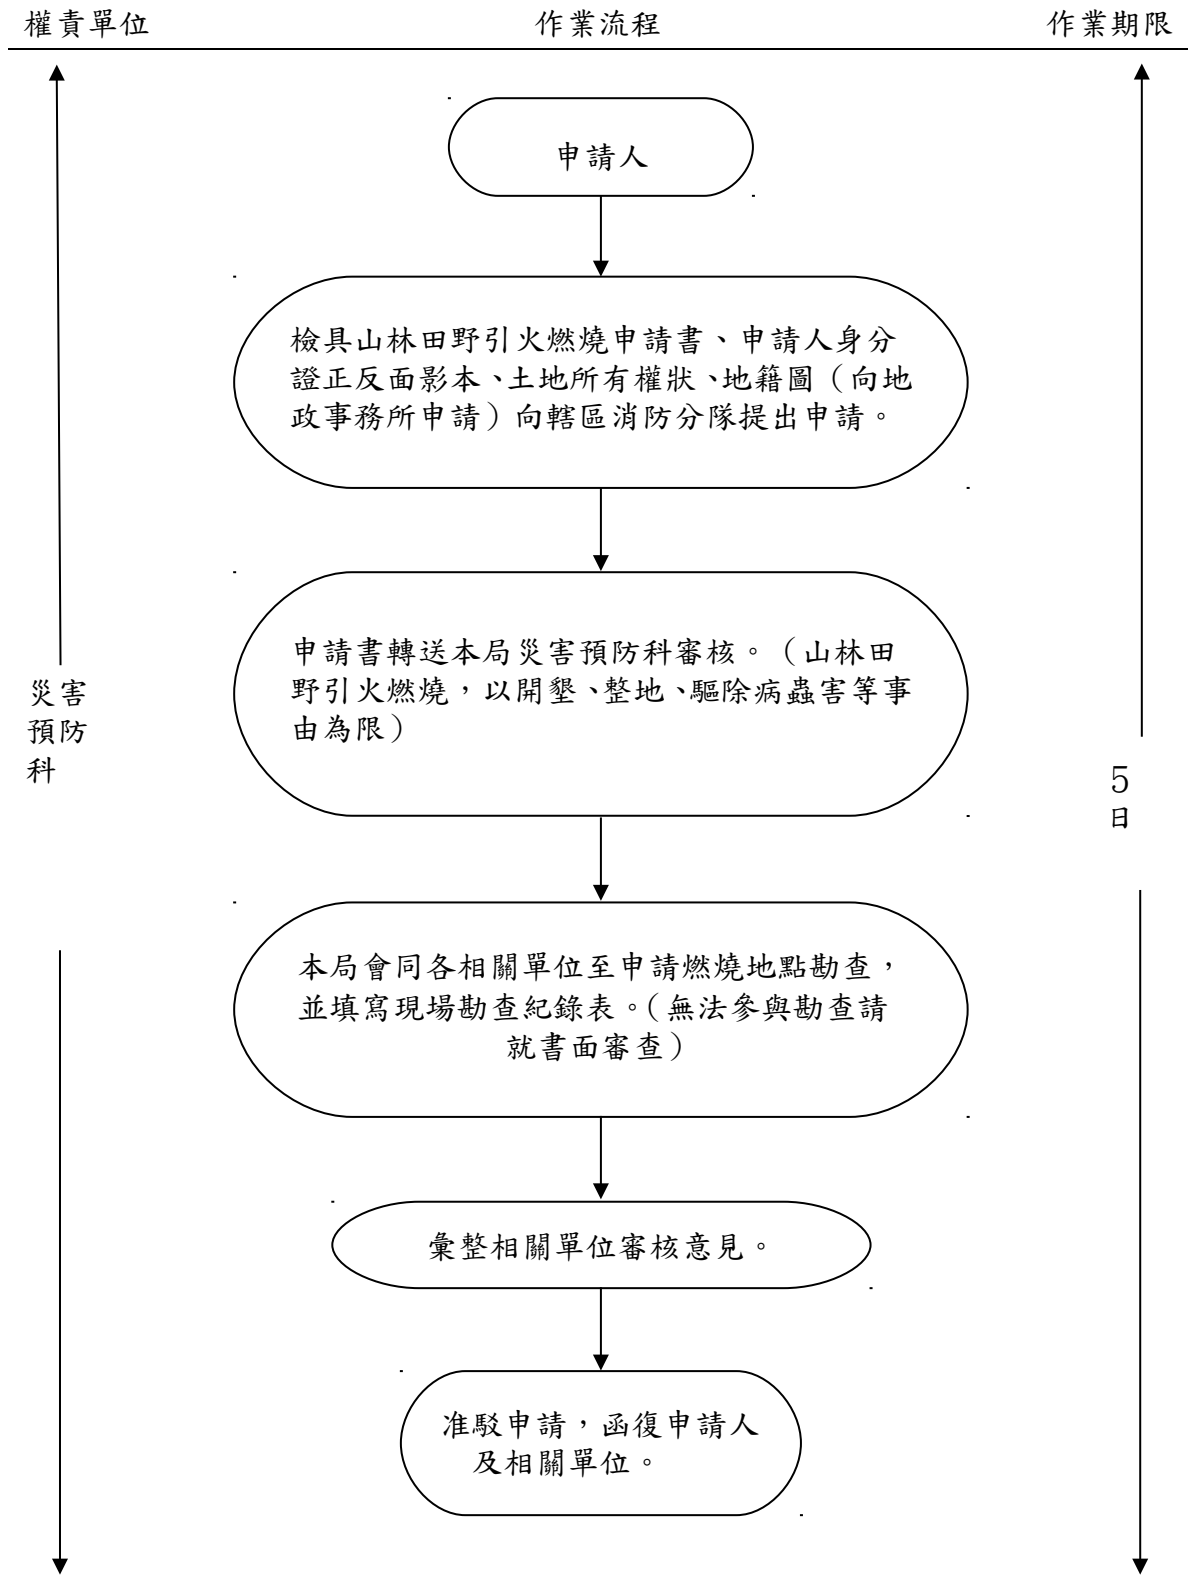 權責單位 作業流程 作業期限
申請人
檢具山林田野引火燃燒申請書、申請人身分
證正反面影本、土地所有權狀、地籍圖（向地
政事務所申請）向轄區消防分隊提出申請。
申請書轉送本局災害預防科審核。（山林田
野引火燃燒，以開墾、整地、驅除病蟲害等事
由為限）
災害
預防
科
5
日
本局會同各相關單位至申請燃燒地點勘查，
並填寫現場勘查紀錄表。（無法參與勘查請
就書面審查）
彙整相關單位審核意見。
准駁申請，函復申請人
及相關單位。